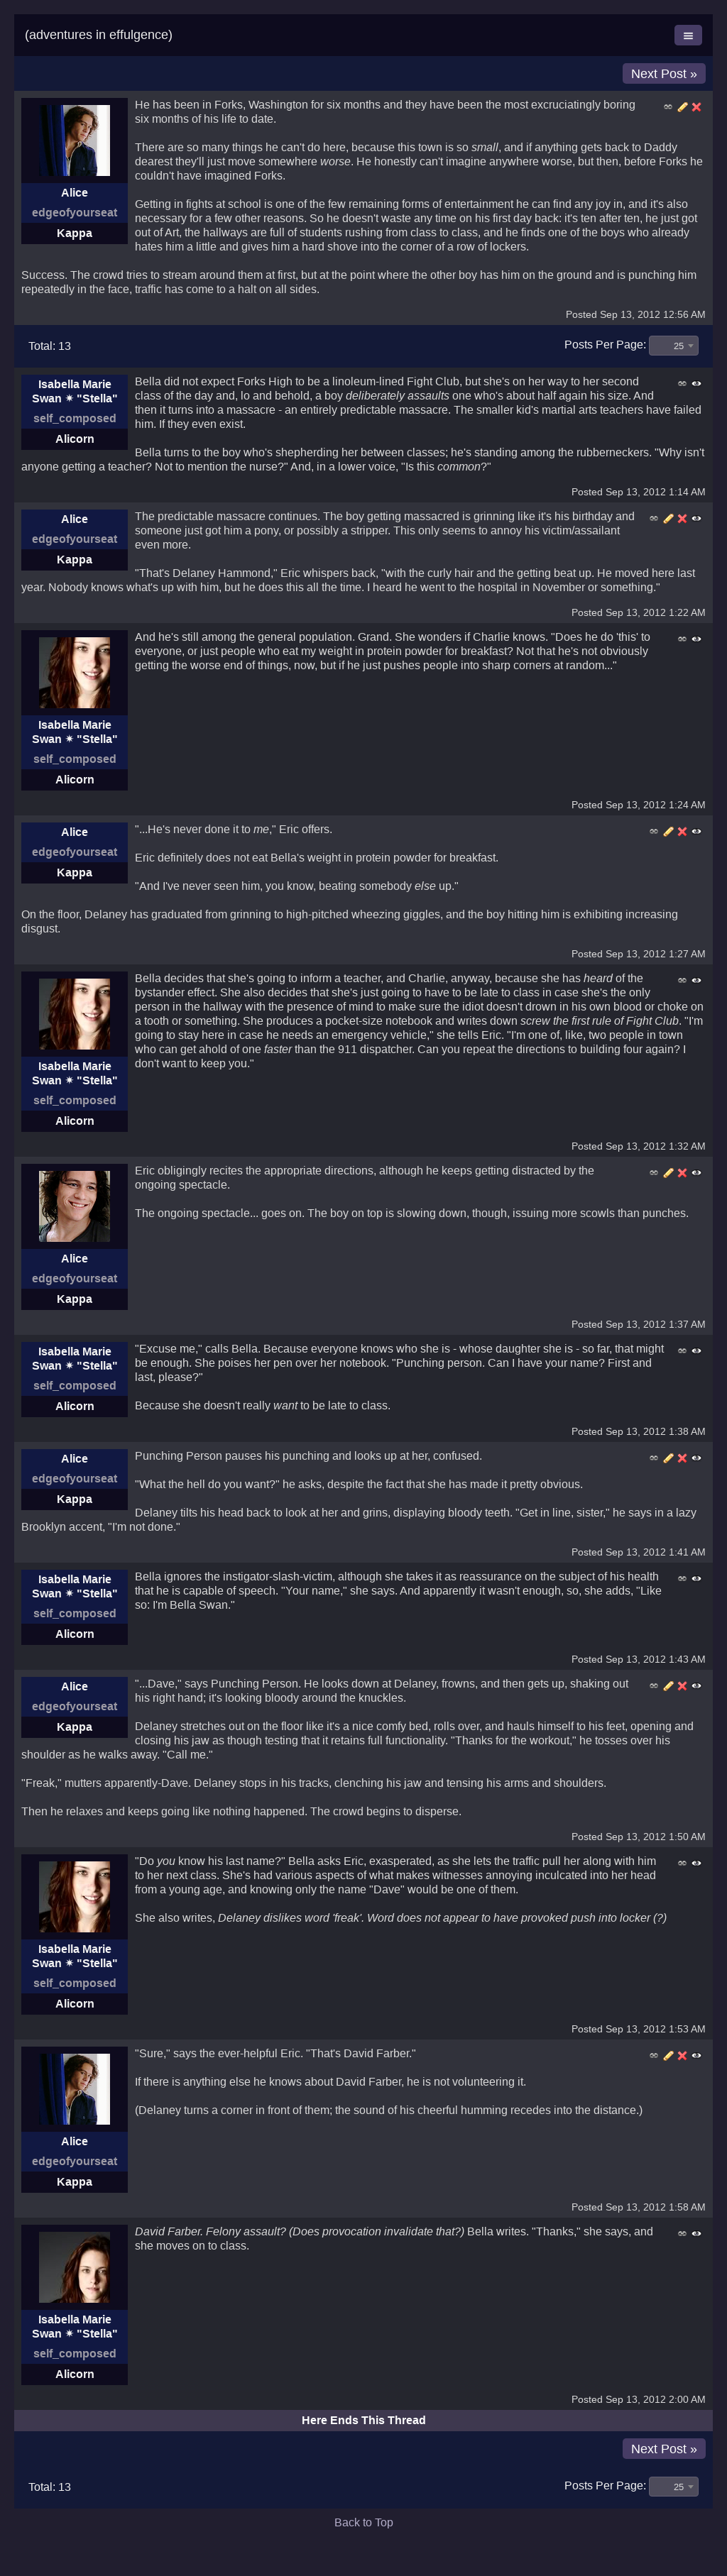 (adventures in effulgence)
Next Post »
Alice
edgeofyourseat
Kappa
He has been in Forks, Washington for six months and they have been the most excruciatingly boring
six months of his life to date.
There are so many things he can't do here, because this town is so small, and if anything gets back to Daddy
dearest they'll just move somewhere worse. He honestly can't imagine anywhere worse, but then, before Forks he
couldn't have imagined Forks.
Getting in fights at school is one of the few remaining forms of entertainment he can find any joy in, and it's also
necessary for a few other reasons. So he doesn't waste any time on his first day back: it's ten after ten, he just got
out of Art, the hallways are full of students rushing from class to class, and he finds one of the boys who already
hates him a little and gives him a hard shove into the corner of a row of lockers.
Success. The crowd tries to stream around them at first, but at the point where the other boy has him on the ground and is punching him
repeatedly in the face, traffic has come to a halt on all sides.
Posted Sep 13, 2012 12:56 AM
Total: 13
Posts Per Page: 25
Isabella Marie
Swan ✴ "Stella"
self_composed
Alicorn
Bella did not expect Forks High to be a linoleum-lined Fight Club, but she's on her way to her second
class of the day and, lo and behold, a boy deliberately assaults one who's about half again his size. And
then it turns into a massacre - an entirely predictable massacre. The smaller kid's martial arts teachers have failed
him. If they even exist.
Bella turns to the boy who's shepherding her between classes; he's standing among the rubberneckers. "Why isn't
anyone getting a teacher? Not to mention the nurse?" And, in a lower voice, "Is this common?"
Posted Sep 13, 2012 1:14 AM
Alice
edgeofyourseat
Kappa
The predictable massacre continues. The boy getting massacred is grinning like it's his birthday and
someone just got him a pony, or possibly a stripper. This only seems to annoy his victim/assailant
even more.
"That's Delaney Hammond," Eric whispers back, "with the curly hair and the getting beat up. He moved here last
year. Nobody knows what's up with him, but he does this all the time. I heard he went to the hospital in November or something."
Posted Sep 13, 2012 1:22 AM
Isabella Marie
Swan ✴ "Stella"
self_composed
Alicorn
And he's still among the general population. Grand. She wonders if Charlie knows. "Does he do 'this' to
everyone, or just people who eat my weight in protein powder for breakfast? Not that he's not obviously
getting the worse end of things, now, but if he just pushes people into sharp corners at random..."
Posted Sep 13, 2012 1:24 AM
Alice
edgeofyourseat
Kappa
"...He's never done it to me," Eric offers.
Eric definitely does not eat Bella's weight in protein powder for breakfast.
"And I've never seen him, you know, beating somebody else up."
On the floor, Delaney has graduated from grinning to high-pitched wheezing giggles, and the boy hitting him is exhibiting increasing
disgust.
Posted Sep 13, 2012 1:27 AM
Isabella Marie
Swan ✴ "Stella"
self_composed
Alicorn
Bella decides that she's going to inform a teacher, and Charlie, anyway, because she has heard of the
bystander effect. She also decides that she's just going to have to be late to class in case she's the only
person in the hallway with the presence of mind to make sure the idiot doesn't drown in his own blood or choke on
a tooth or something. She produces a pocket-size notebook and writes down screw the first rule of Fight Club. "I'm
going to stay here in case he needs an emergency vehicle," she tells Eric. "I'm one of, like, two people in town
who can get ahold of one faster than the 911 dispatcher. Can you repeat the directions to building four again? I
don't want to keep you."
Posted Sep 13, 2012 1:32 AM
Alice
edgeofyourseat
Kappa
Eric obligingly recites the appropriate directions, although he keeps getting distracted by the
ongoing spectacle.
The ongoing spectacle... goes on. The boy on top is slowing down, though, issuing more scowls than punches.
Posted Sep 13, 2012 1:37 AM
Isabella Marie
Swan ✴ "Stella"
self_composed
Alicorn
"Excuse me," calls Bella. Because everyone knows who she is - whose daughter she is - so far, that might
be enough. She poises her pen over her notebook. "Punching person. Can I have your name? First and
last, please?"
Because she doesn't really want to be late to class.
Posted Sep 13, 2012 1:38 AM
Alice
edgeofyourseat
Kappa
Punching Person pauses his punching and looks up at her, confused.
"What the hell do you want?" he asks, despite the fact that she has made it pretty obvious.
Delaney tilts his head back to look at her and grins, displaying bloody teeth. "Get in line, sister," he says in a lazy
Brooklyn accent, "I'm not done."
Posted Sep 13, 2012 1:41 AM
Isabella Marie
Swan ✴ "Stella"
self_composed
Alicorn
Bella ignores the instigator-slash-victim, although she takes it as reassurance on the subject of his health
that he is capable of speech. "Your name," she says. And apparently it wasn't enough, so, she adds, "Like
so: I'm Bella Swan."
Posted Sep 13, 2012 1:43 AM
Alice
edgeofyourseat
Kappa
"...Dave," says Punching Person. He looks down at Delaney, frowns, and then gets up, shaking out
his right hand; it's looking bloody around the knuckles.
Delaney stretches out on the floor like it's a nice comfy bed, rolls over, and hauls himself to his feet, opening and
closing his jaw as though testing that it retains full functionality. "Thanks for the workout," he tosses over his
shoulder as he walks away. "Call me."
"Freak," mutters apparently-Dave. Delaney stops in his tracks, clenching his jaw and tensing his arms and shoulders.
Then he relaxes and keeps going like nothing happened. The crowd begins to disperse.
Posted Sep 13, 2012 1:50 AM
Isabella Marie
Swan ✴ "Stella"
self_composed
Alicorn
"Do you know his last name?" Bella asks Eric, exasperated, as she lets the traffic pull her along with him
to her next class. She's had various aspects of what makes witnesses annoying inculcated into her head
from a young age, and knowing only the name "Dave" would be one of them.
She also writes, Delaney dislikes word 'freak'. Word does not appear to have provoked push into locker (?)
Posted Sep 13, 2012 1:53 AM
Alice
edgeofyourseat
Kappa
"Sure," says the ever-helpful Eric. "That's David Farber."
If there is anything else he knows about David Farber, he is not volunteering it.
(Delaney turns a corner in front of them; the sound of his cheerful humming recedes into the distance.)
Posted Sep 13, 2012 1:58 AM
Isabella Marie
Swan ✴ "Stella"
self_composed
Alicorn
David Farber. Felony assault? (Does provocation invalidate that?) Bella writes. "Thanks," she says, and
she moves on to class.
Posted Sep 13, 2012 2:00 AM
Here Ends This Thread
Next Post »
Total: 13
Posts Per Page: 25
Back to Top